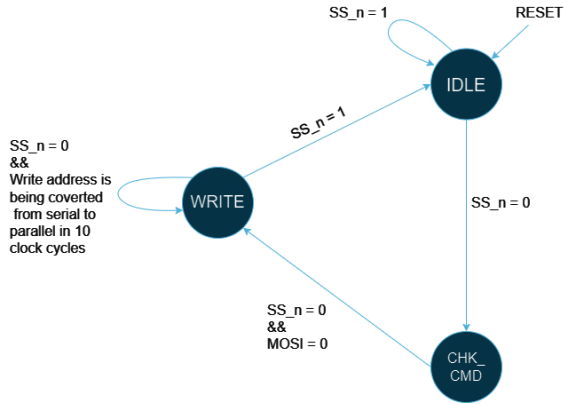 SS_n = 1
RESET
IDLE
SS_n = 1
SS_n = 0
&&
Write address is
being coverted
from serial to
parallel in 10
clock cycles
WRITE
SS_n = 0
SS_n = 0
&&
MOSI = 0
CHK_
CMD